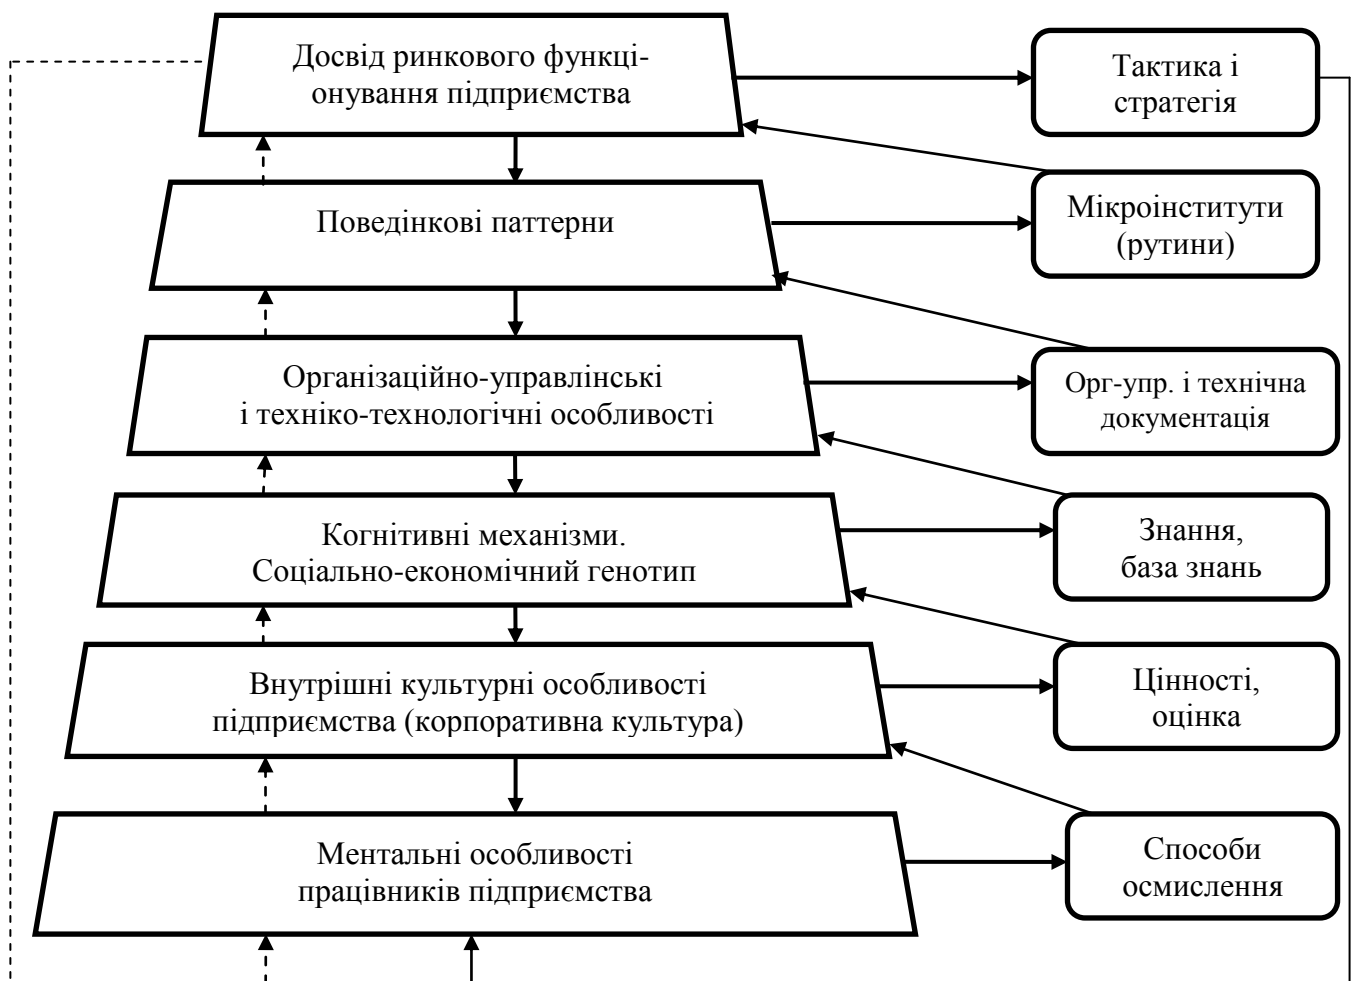 Досвід ринкового функці-
онування підприємства
Тактика і
стратегія
Поведінкові паттерни
Мікроінститути
(рутини)
Організаційно-управлінські
і техніко-технологічні особливості
Орг-упр. і технічна
документація
Когнітивні механізми.
Соціально-економічний генотип
Знання,
база знань
Внутрішні культурні особливості
підприємства (корпоративна культура)
Цінності,
оцінка
Ментальні особливості
працівників підприємства
Способи
осмислення